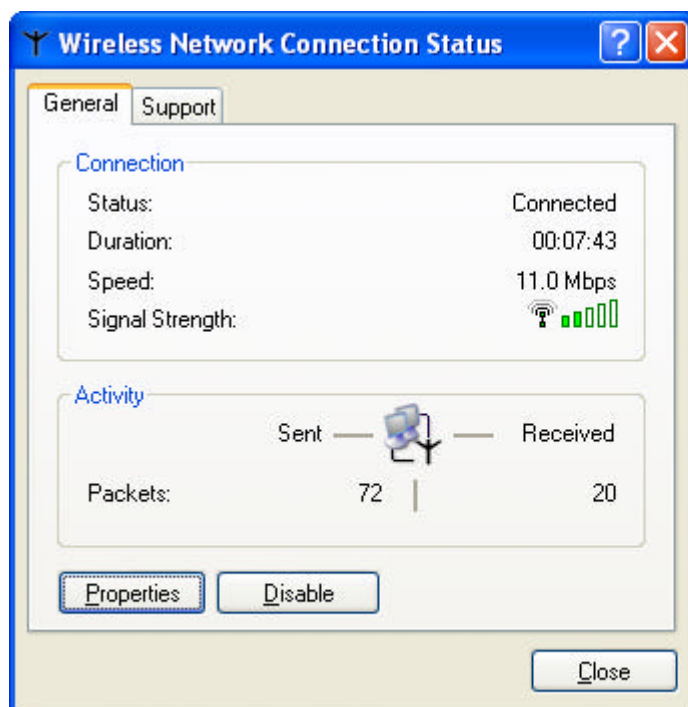 Wireless Network Connection Status
General Support
Connection
Status: Connected
Duration: 00:07:43
Speed: 11.0 Mbps
Signal Strength:
Activity
Sent Received
Packets: 72 20
Properties Disable
Close